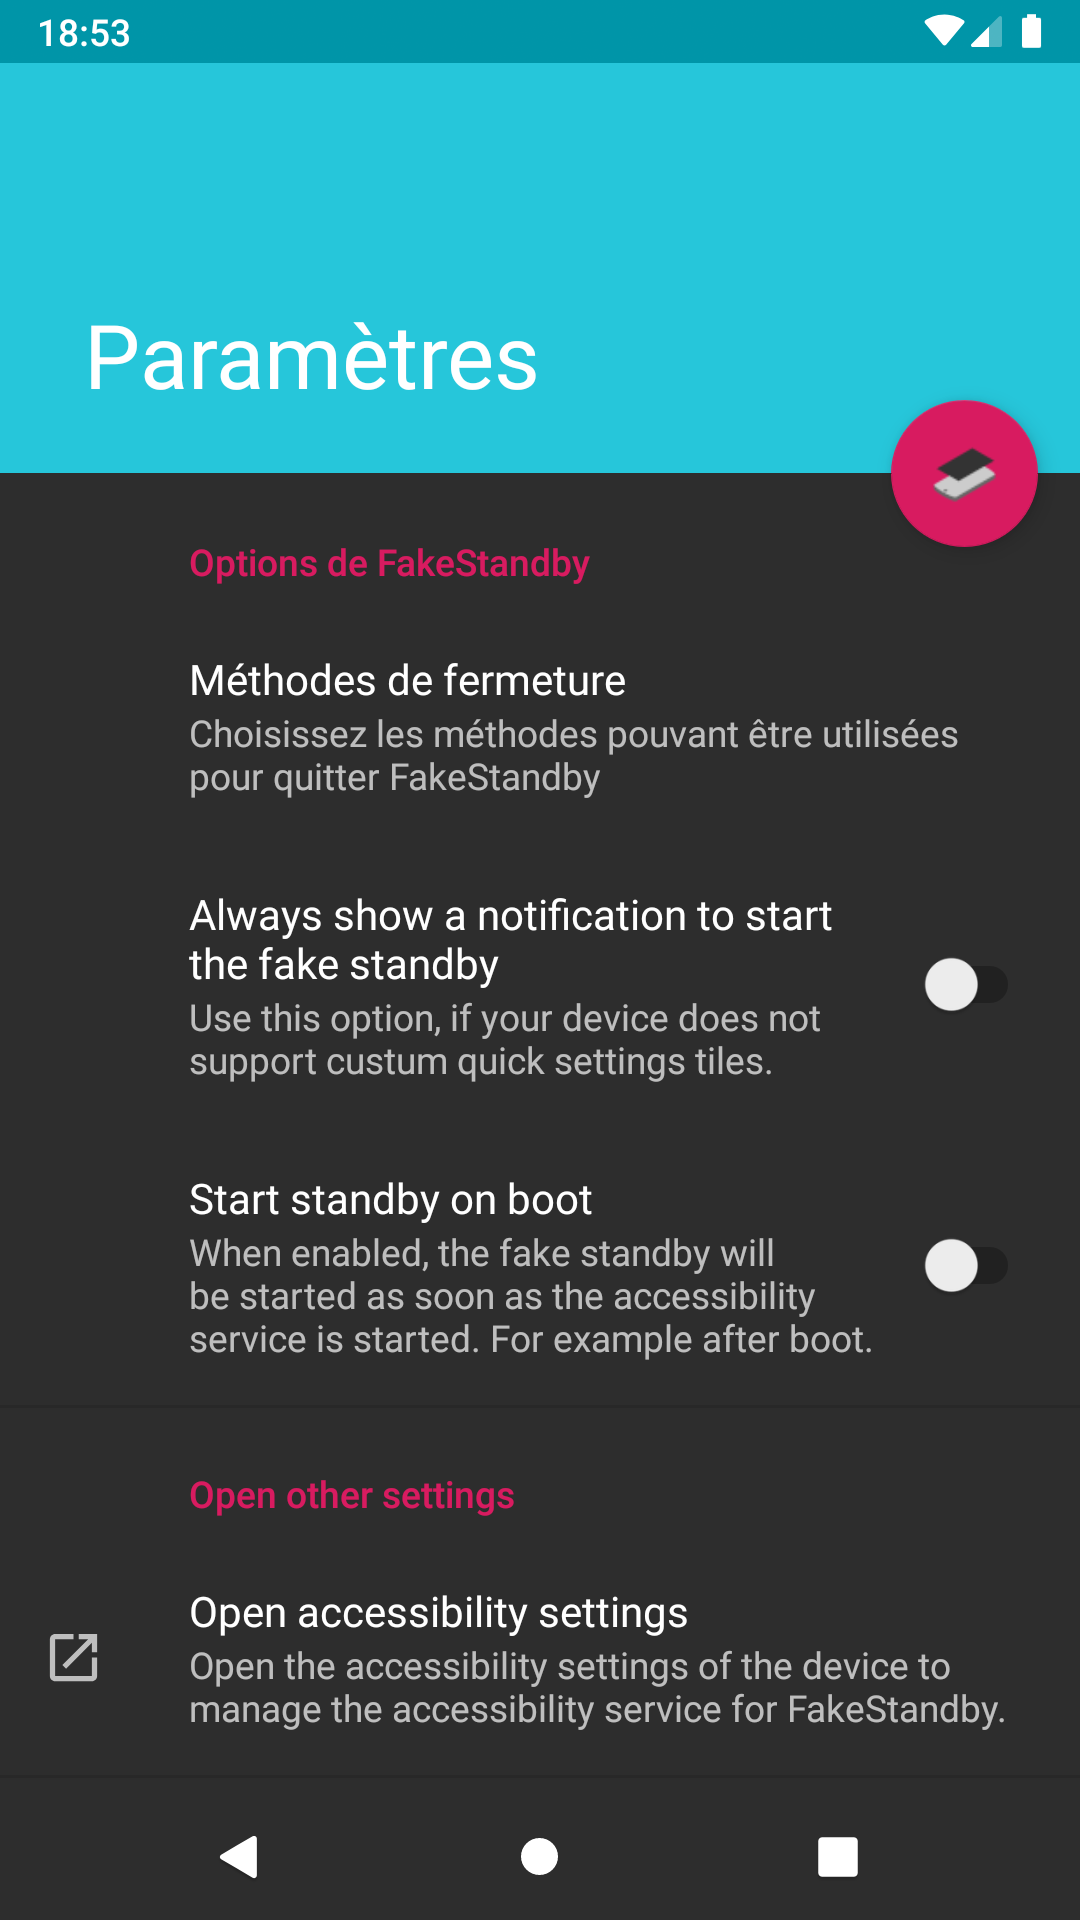 18:53
Paramètres
Options de FakeStandby
Méthodes de fermeture
Choisissez les méthodes pouvant être utilisées
pour quitter FakeStandby
Always show a notification to start
the fake standby
Use this option, if your device does not
support custum quick settings tiles.
Start standby on boot
When enabled, the fake standby will
be started as soon as the accessibility
service is started. For example after boot.
Open other settings
Open accessibility settings
Open the accessibility settings of the device to
manage the accessibility service for FakeStandby.